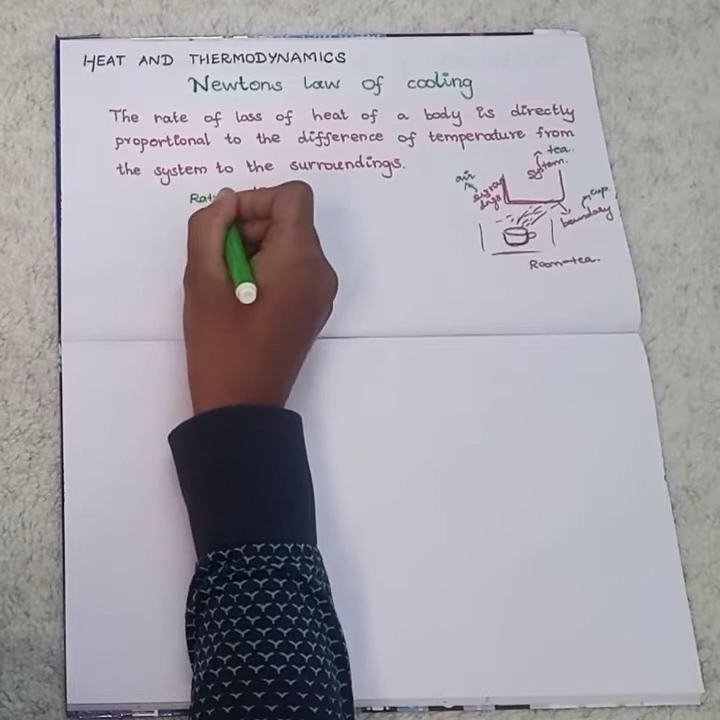 HEAT AND THERMODYNAMICS
Newtons law of cooling
The rate of loss of heat of a body is directly
proportional to the difference of temperature from
the system to the surroundings.
tea.
system.
air
cup
boundary
Room-tea.
Rat